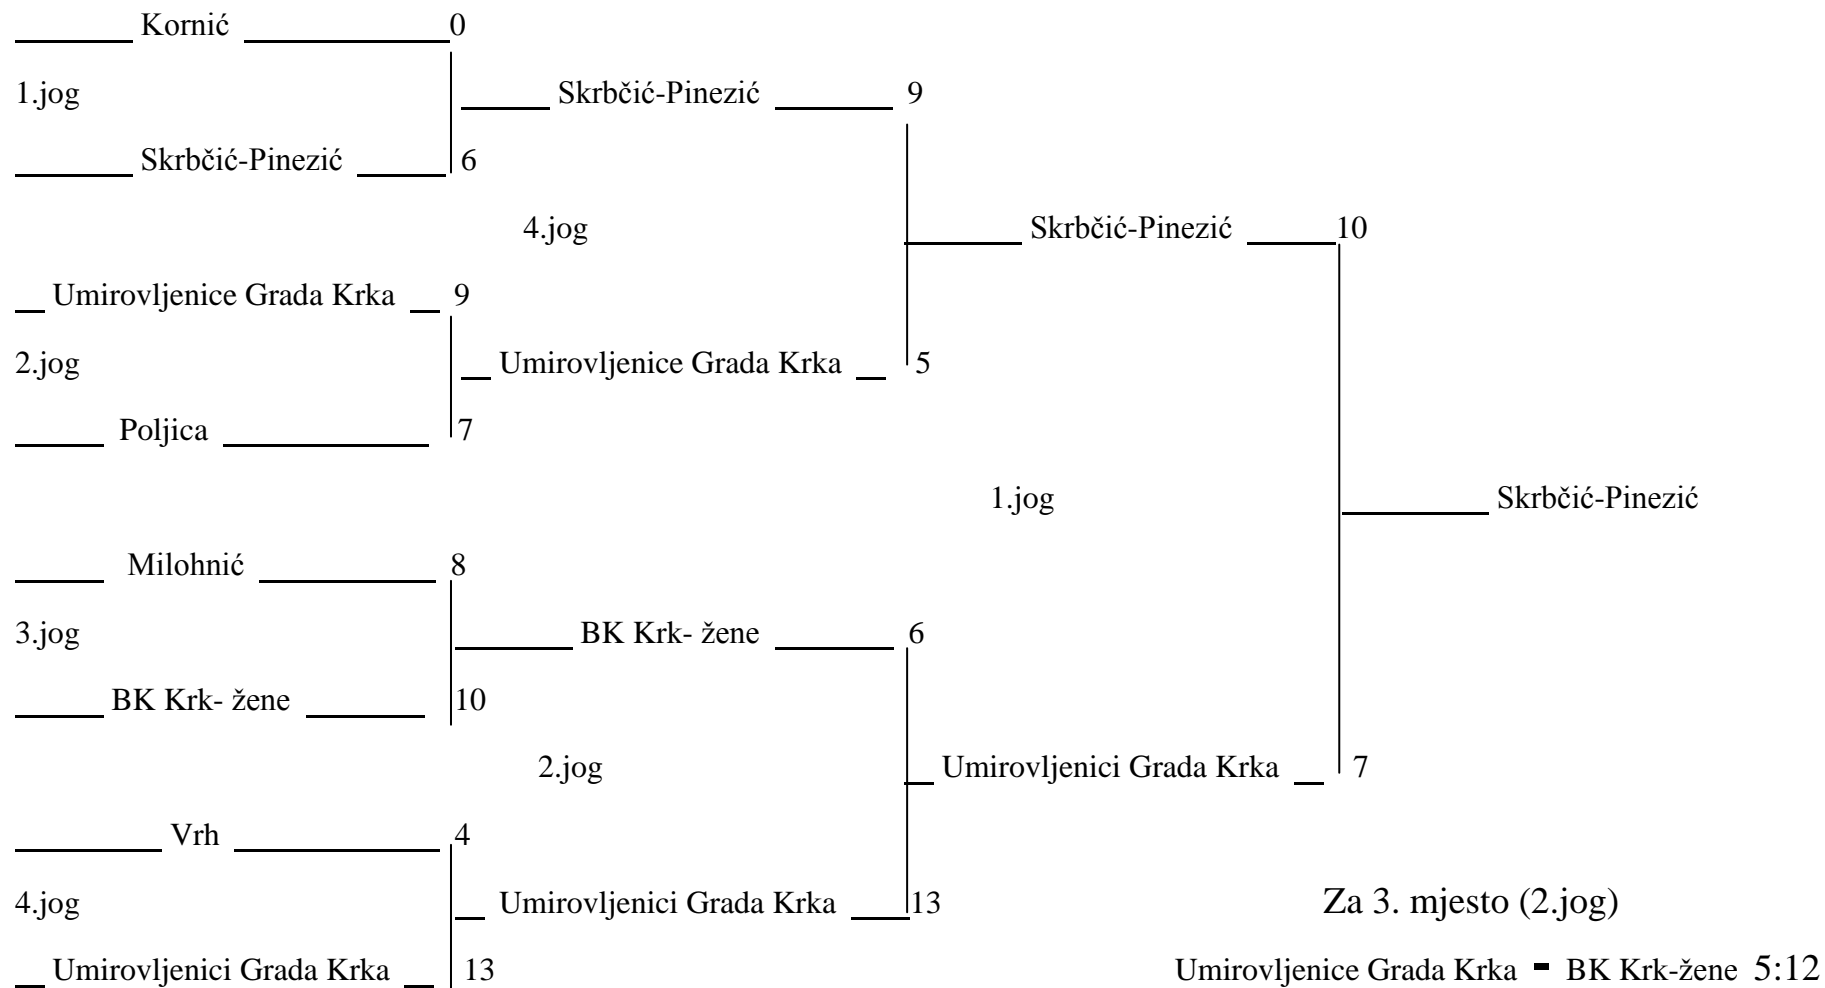 Kornić 0
1.jog
Skrbčić-Pinezić 9
Skrbčić-Pinezić 6
4.jog
Skrbčić-Pinezić 10
Umirovljenice Grada Krka 9
2.jog
Umirovljenice Grada Krka 5
Poljica 7
1.jog
Skrbčić-Pinezić
Milohnić 8
3.jog
BK Krk- žene 6
BK Krk- žene 10
2.jog
Umirovljenici Grada Krka 7
Vrh 4
4.jog
Umirovljenici Grada Krka 13
Za 3. mjesto (2.jog)
Umirovljenici Grada Krka 13
Umirovljenice Grada Krka - BK Krk-žene 5:12